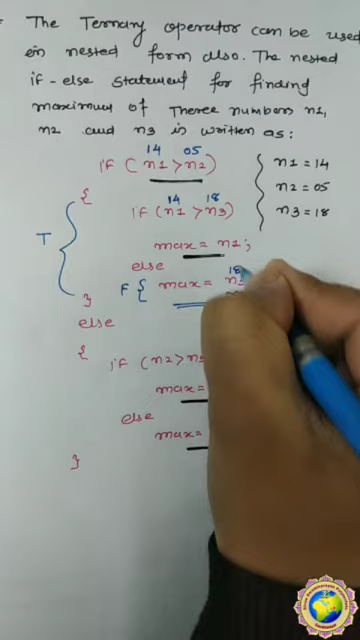 The Ternary operator can be used
in nested form also. The nested
if-else statement for finding
maximum of Three numbers n1,
n2 and n3 is written as:
14 05
if (n1>n2)
n1 = 14
{
14 18
n2 = 05
if (n1>n3)
n3 = 18
T
max = n1;
else
18
F { max =
}
else
{
if (n2>n
max =
else
max =
}